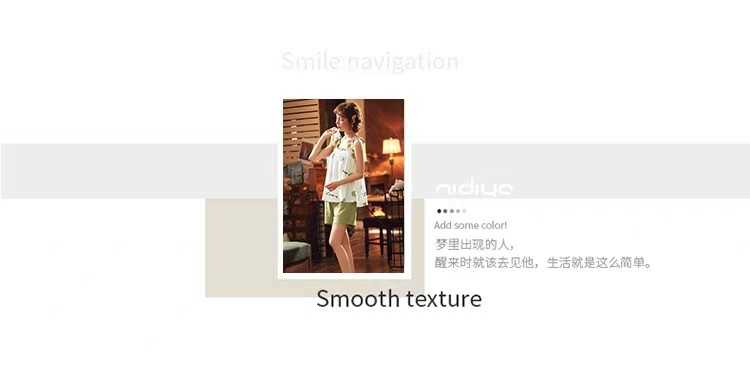 Smile navigation
nidiya
Add some color!
梦里出现的人，
醒来时就该去见他，生活就是这么简单。
Smooth texture